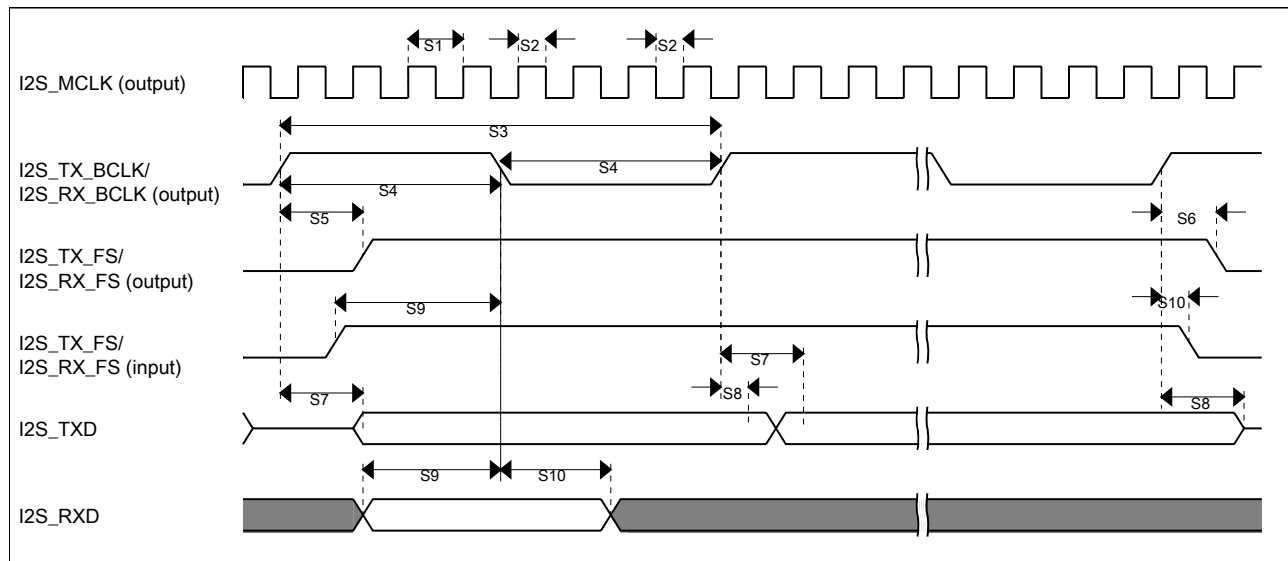 S1
S2
S2
I2S_MCLK (output)
S3
I2S_TX_BCLK/
I2S_RX_BCLK (output)
S4
S4
S5
S6
I2S_TX_FS/
I2S_RX_FS (output)
S9
S10
I2S_TX_FS/
I2S_RX_FS (input)
S7
S7
S8
S8
I2S_TXD
S9
S10
I2S_RXD